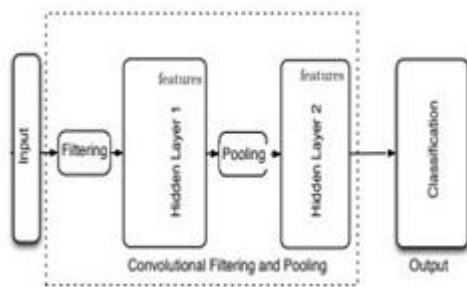 Input
Filtering
features
Hidden Layer 1
Pooling
features
Hidden Layer 2
Classification
Convolutional Filtering and Pooling
Output